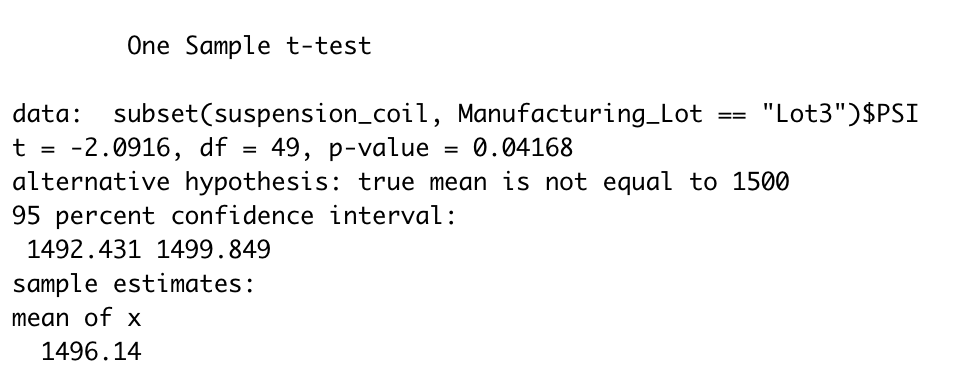 One Sample t-test
data:  subset(suspension_coil, Manufacturing_Lot == "Lot3")$PSI
t = -2.0916, df = 49, p-value = 0.04168
alternative hypothesis: true mean is not equal to 1500
95 percent confidence interval:
 1492.431 1499.849
sample estimates:
mean of x
  1496.14